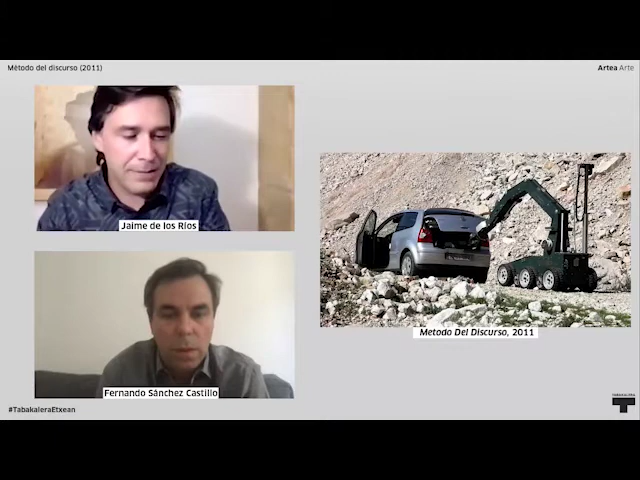 Método del discurso (2011)
Artea Arte
Jaime de los Ríos
Metodo Del Discurso, 2011
Fernando Sánchez Castillo
#TabakaleraEtxean